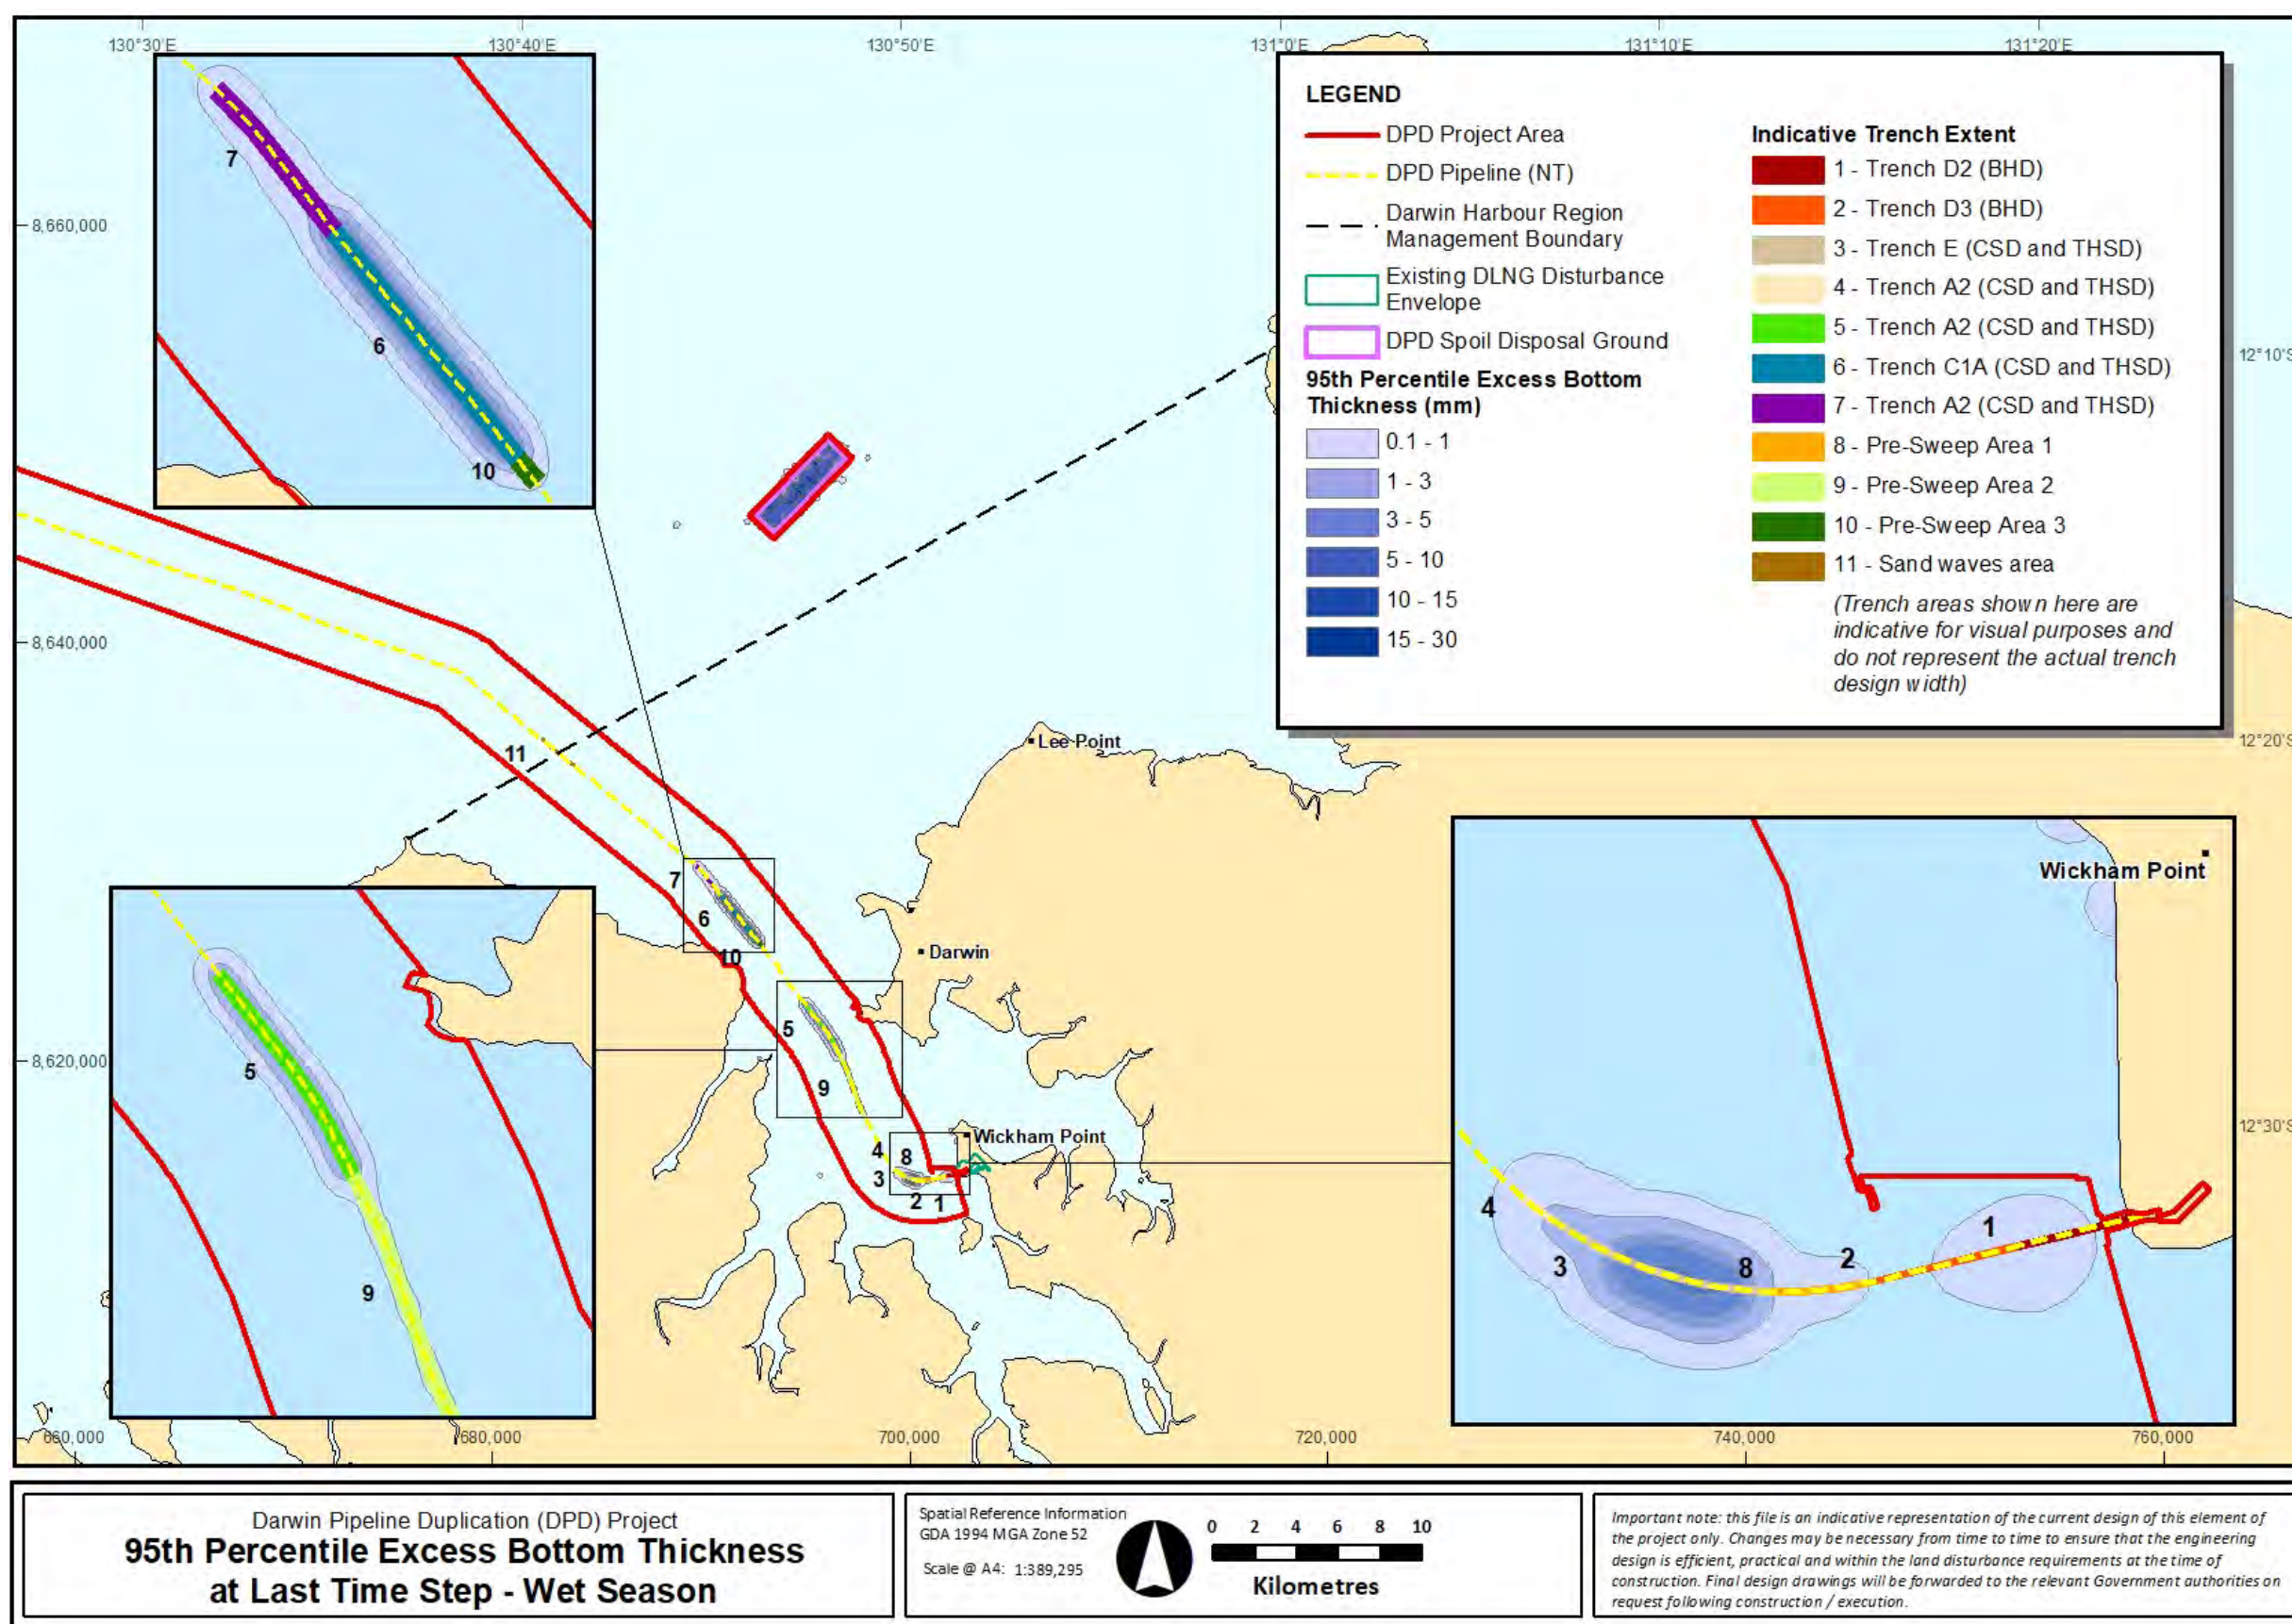 130°30'E
130°40'E
130°50'E
131°0'E
131°10'E
131°20'E
8,660,000
8,640,000
8,620,000
12°10'S
12°20'S
12°30'S
660,000
680,000
700,000
720,000
740,000
760,000
7
6
10
LEGEND
DPD Project Area
DPD Pipeline (NT)
Darwin Harbour Region
Management Boundary
Existing DLNG Disturbance
Envelope
DPD Spoil Disposal Ground
95th Percentile Excess Bottom
Thickness (mm)
0.1 - 1
1 - 3
3 - 5
5 - 10
10 - 15
15 - 30
Indicative Trench Extent
1 - Trench D2 (BHD)
2 - Trench D3 (BHD)
3 - Trench E (CSD and THSD)
4 - Trench A2 (CSD and THSD)
5 - Trench A2 (CSD and THSD)
6 - Trench C1A (CSD and THSD)
7 - Trench A2 (CSD and THSD)
8 - Pre-Sweep Area 1
9 - Pre-Sweep Area 2
10 - Pre-Sweep Area 3
11 - Sand waves area
(Trench areas shown here are
indicative for visual purposes and
do not represent the actual trench
design width)
11
Lee Point
7
6
10
Darwin
5
9
Wickham Point
4
8
3
2
1
5
9
Wickham Point
4
3
8
2
1
Darwin Pipeline Duplication (DPD) Project
95th Percentile Excess Bottom Thickness
at Last Time Step - Wet Season
Spatial Reference Information
GDA 1994 MGA Zone 52
Scale @ A4: 1:389,295
0 2 4 6 8 10
Kilometres
Important note: this file is an indicative representation of the current design of this element of
the project only. Changes may be necessary from time to time to ensure that the engineering
design is efficient, practical and within the land disturbance requirements at the time of
construction. Final design drawings will be forwarded to the relevant Government authorities on
request following construction / execution.